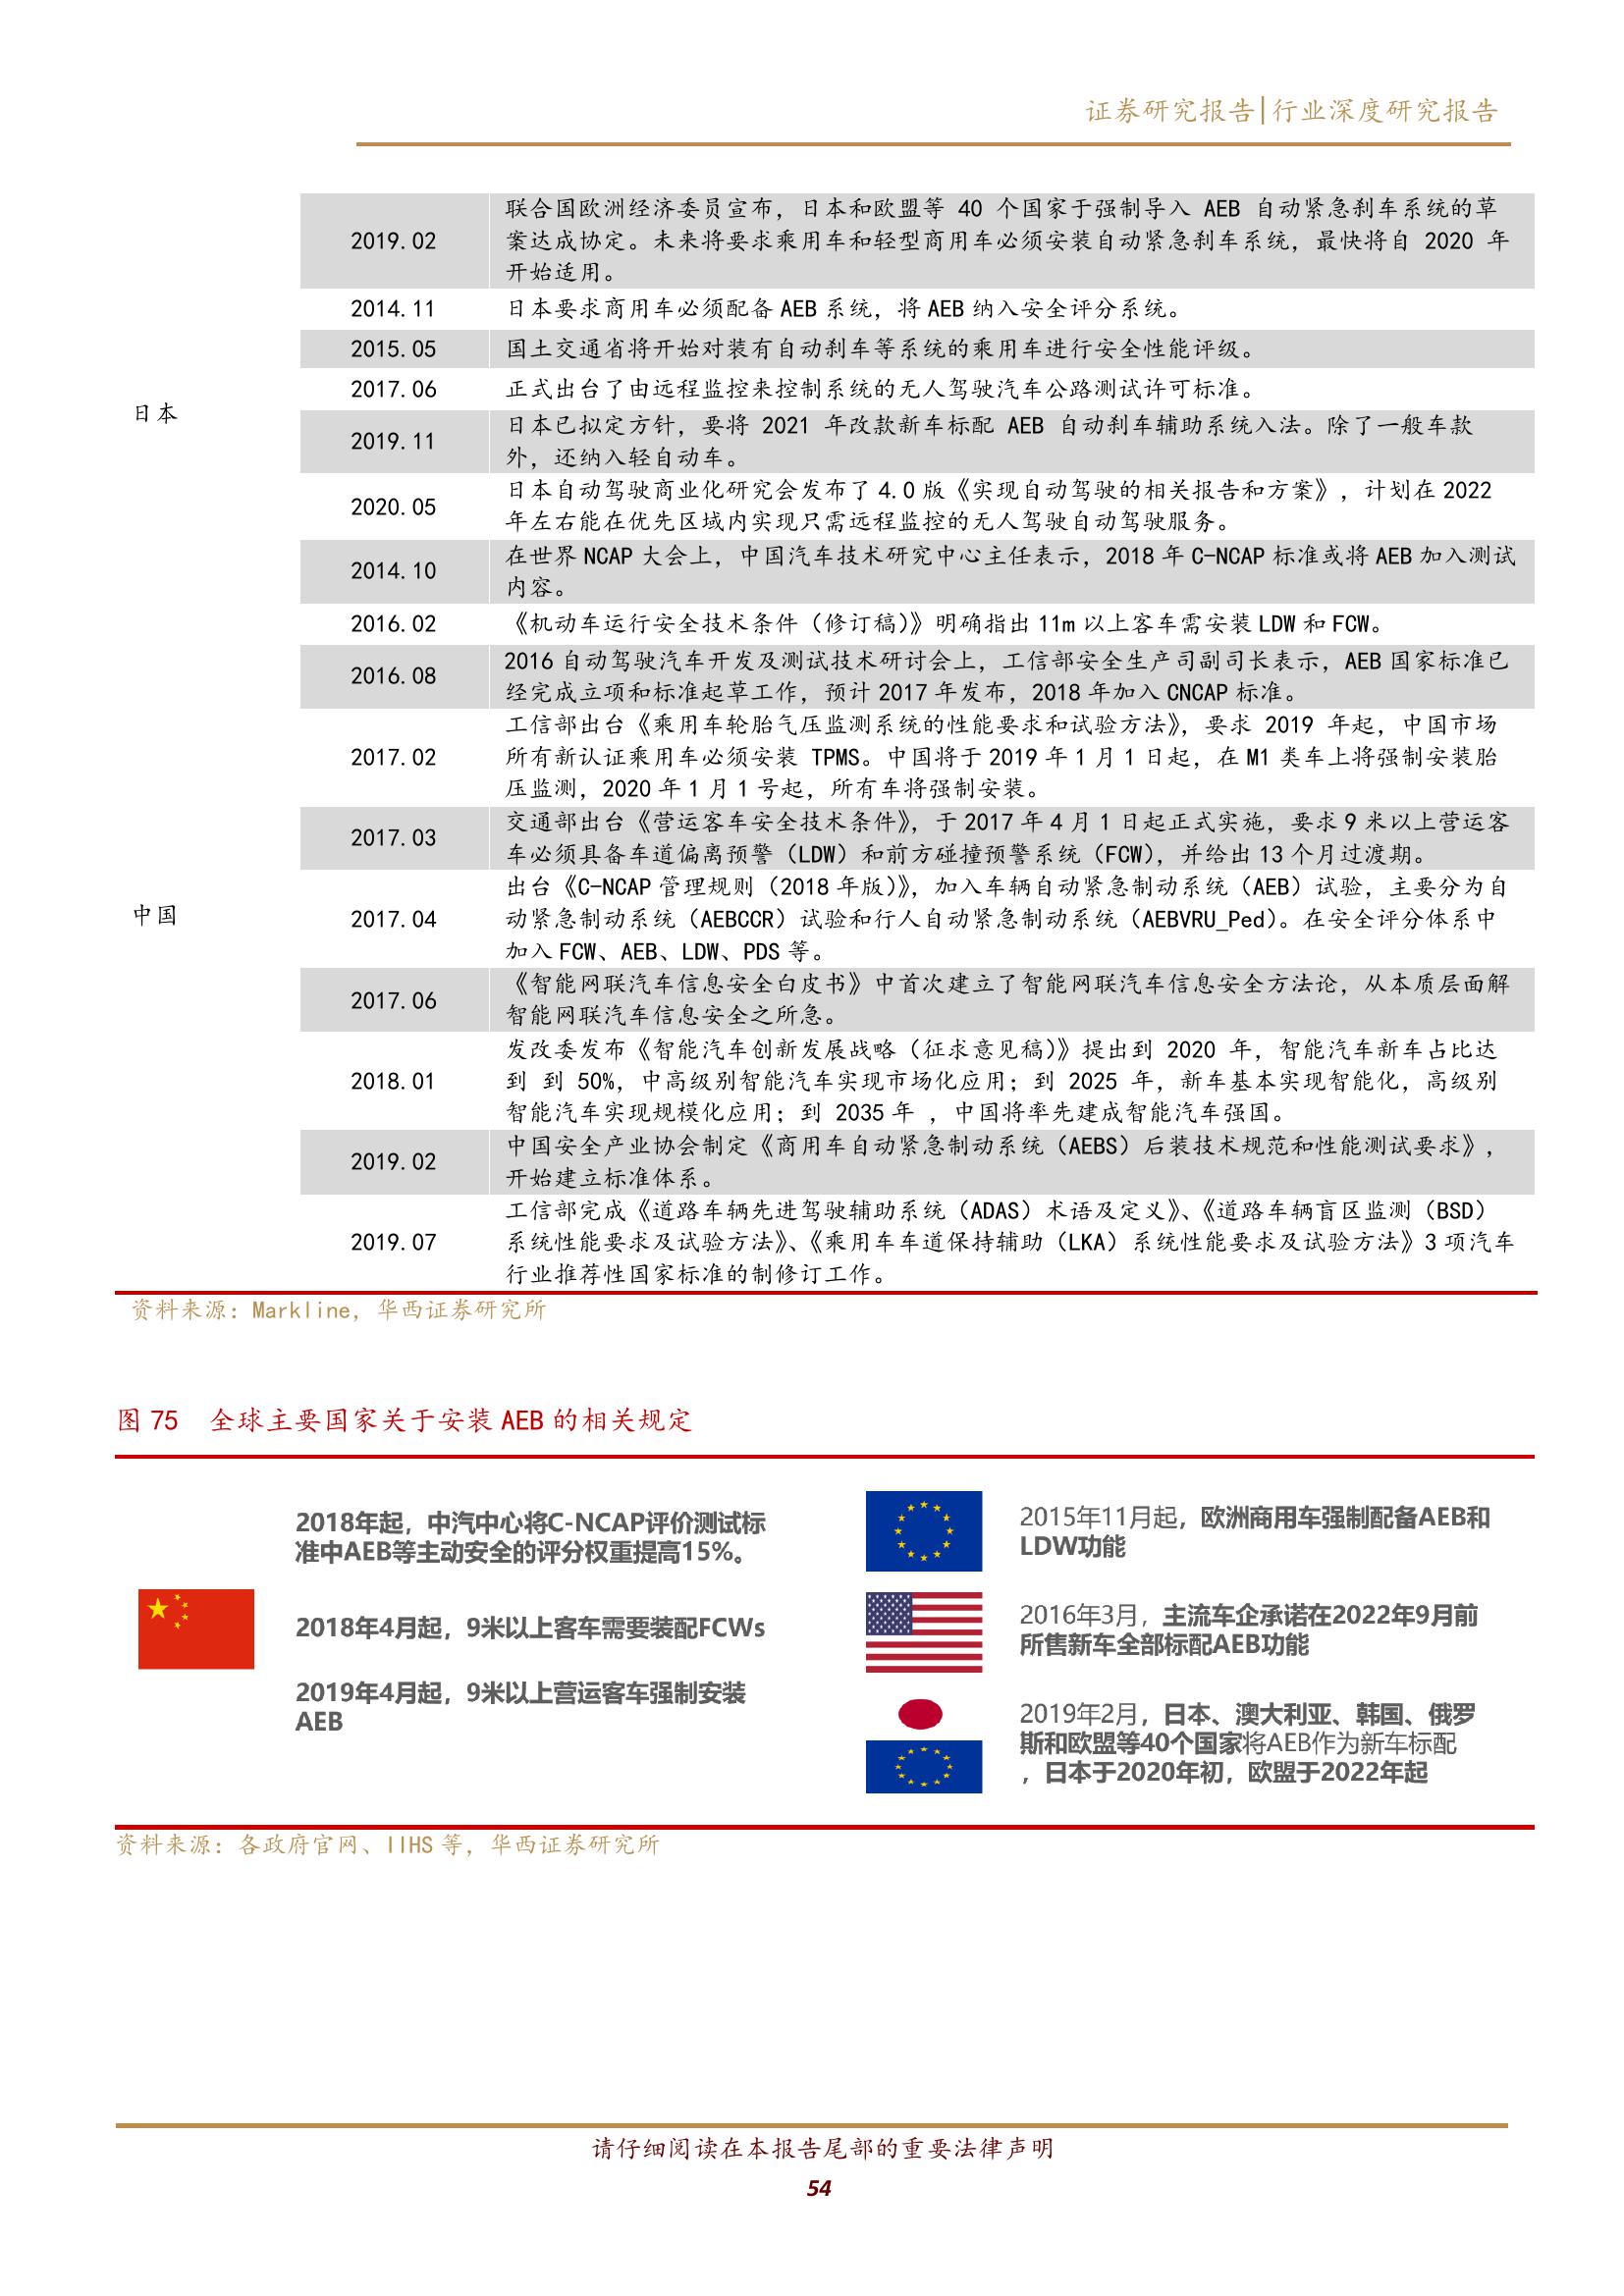 证券研究报告|行业深度研究报告
联合国欧洲经济委员宣布，日本和欧盟等 40 个国家于强制导入 AEB 自动紧急刹车系统的草
2019.02
案达成协定。未来将要求乘用车和轻型商用车必须安装自动紧急刹车系统，最快将自 2020 年
开始适用。
2014.11 日本要求商用车必须配备 AEB 系统，将 AEB 纳入安全评分系统。
2015.05 国土交通省将开始对装有自动刹车等系统的乘用车进行安全性能评级。
2017.06 正式出台了由远程监控来控制系统的无人驾驶汽车公路测试许可标准。
日本
2019.11
日本已拟定方针，要将 2021 年改款新车标配 AEB 自动刹车辅助系统入法。除了一般车款
外，还纳入轻自动车。
2020.05
日本自动驾驶商业化研究会发布了 4.0 版《实现自动驾驶的相关报告和方案》，计划在 2022
年左右能在优先区域内实现只需远程监控的无人驾驶自动驾驶服务。
2014.10
在世界 NCAP 大会上，中国汽车技术研究中心主任表示，2018 年 C-NCAP 标准或将 AEB 加入测试
内容。
2016.02 《机动车运行安全技术条件（修订稿）》明确指出 11m 以上客车需安装 LDW 和 FCW。
2016.08
2016 自动驾驶汽车开发及测试技术研讨会上，工信部安全生产司副司长表示，AEB 国家标准已
经完成立项和标准起草工作，预计 2017 年发布，2018 年加入 CNCAP 标准。
2017.02
工信部出台《乘用车轮胎气压监测系统的性能要求和试验方法》，要求 2019 年起，中国市场
所有新认证乘用车必须安装 TPMS。中国将于 2019 年 1 月 1 日起，在 M1 类车上将强制安装胎
压监测，2020 年 1 月 1 号起，所有车将强制安装。
2017.03
交通部出台《营运客车安全技术条件》，于 2017 年 4 月 1 日起正式实施，要求 9 米以上营运客
车必须具备车道偏离预警（LDW）和前方碰撞预警系统（FCW），并给出 13 个月过渡期。
中国
2017.04
出台《C-NCAP 管理规则（2018 年版）》，加入车辆自动紧急制动系统（AEB）试验，主要分为自
动紧急制动系统（AEBCCR）试验和行人自动紧急制动系统（AEBVRU_Ped）。在安全评分体系中
加入 FCW、AEB、LDW、PDS 等。
2017.06
《智能网联汽车信息安全白皮书》中首次建立了智能网联汽车信息安全方法论，从本质层面解
智能网联汽车信息安全之所急。
2018.01
发改委发布《智能汽车创新发展战略（征求意见稿）》提出到 2020 年，智能汽车新车占比达
到 到 50%，中高级别智能汽车实现市场化应用；到 2025 年，新车基本实现智能化，高级别
智能汽车实现规模化应用；到 2035 年 ，中国将率先建成智能汽车强国。
2019.02
中国安全产业协会制定《商用车自动紧急制动系统（AEBS）后装技术规范和性能测试要求》，
开始建立标准体系。
2019.07
工信部完成《道路车辆先进驾驶辅助系统（ADAS）术语及定义》、《道路车辆盲区监测（BSD）
系统性能要求及试验方法》、《乘用车车道保持辅助（LKA）系统性能要求及试验方法》3 项汽车
行业推荐性国家标准的制修订工作。
资料来源：Markline，华西证券研究所
图 75 全球主要国家关于安装 AEB 的相关规定
2018年起，中汽中心将C-NCAP评价测试标
准中AEB等主动安全的评分权重提高15%。
2018年4月起，9米以上客车需要装配FCWs
2019年4月起，9米以上营运客车强制安装
AEB
2015年11月起，欧洲商用车强制配备AEB和
LDW功能
2016年3月，主流车企承诺在2022年9月前
所售新车全部标配AEB功能
2019年2月，日本、澳大利亚、韩国、俄罗
斯和欧盟等40个国家将AEB作为新车标配
，日本于2020年初，欧盟于2022年起
资料来源：各政府官网、IIHS 等，华西证券研究所
请仔细阅读在本报告尾部的重要法律声明
54